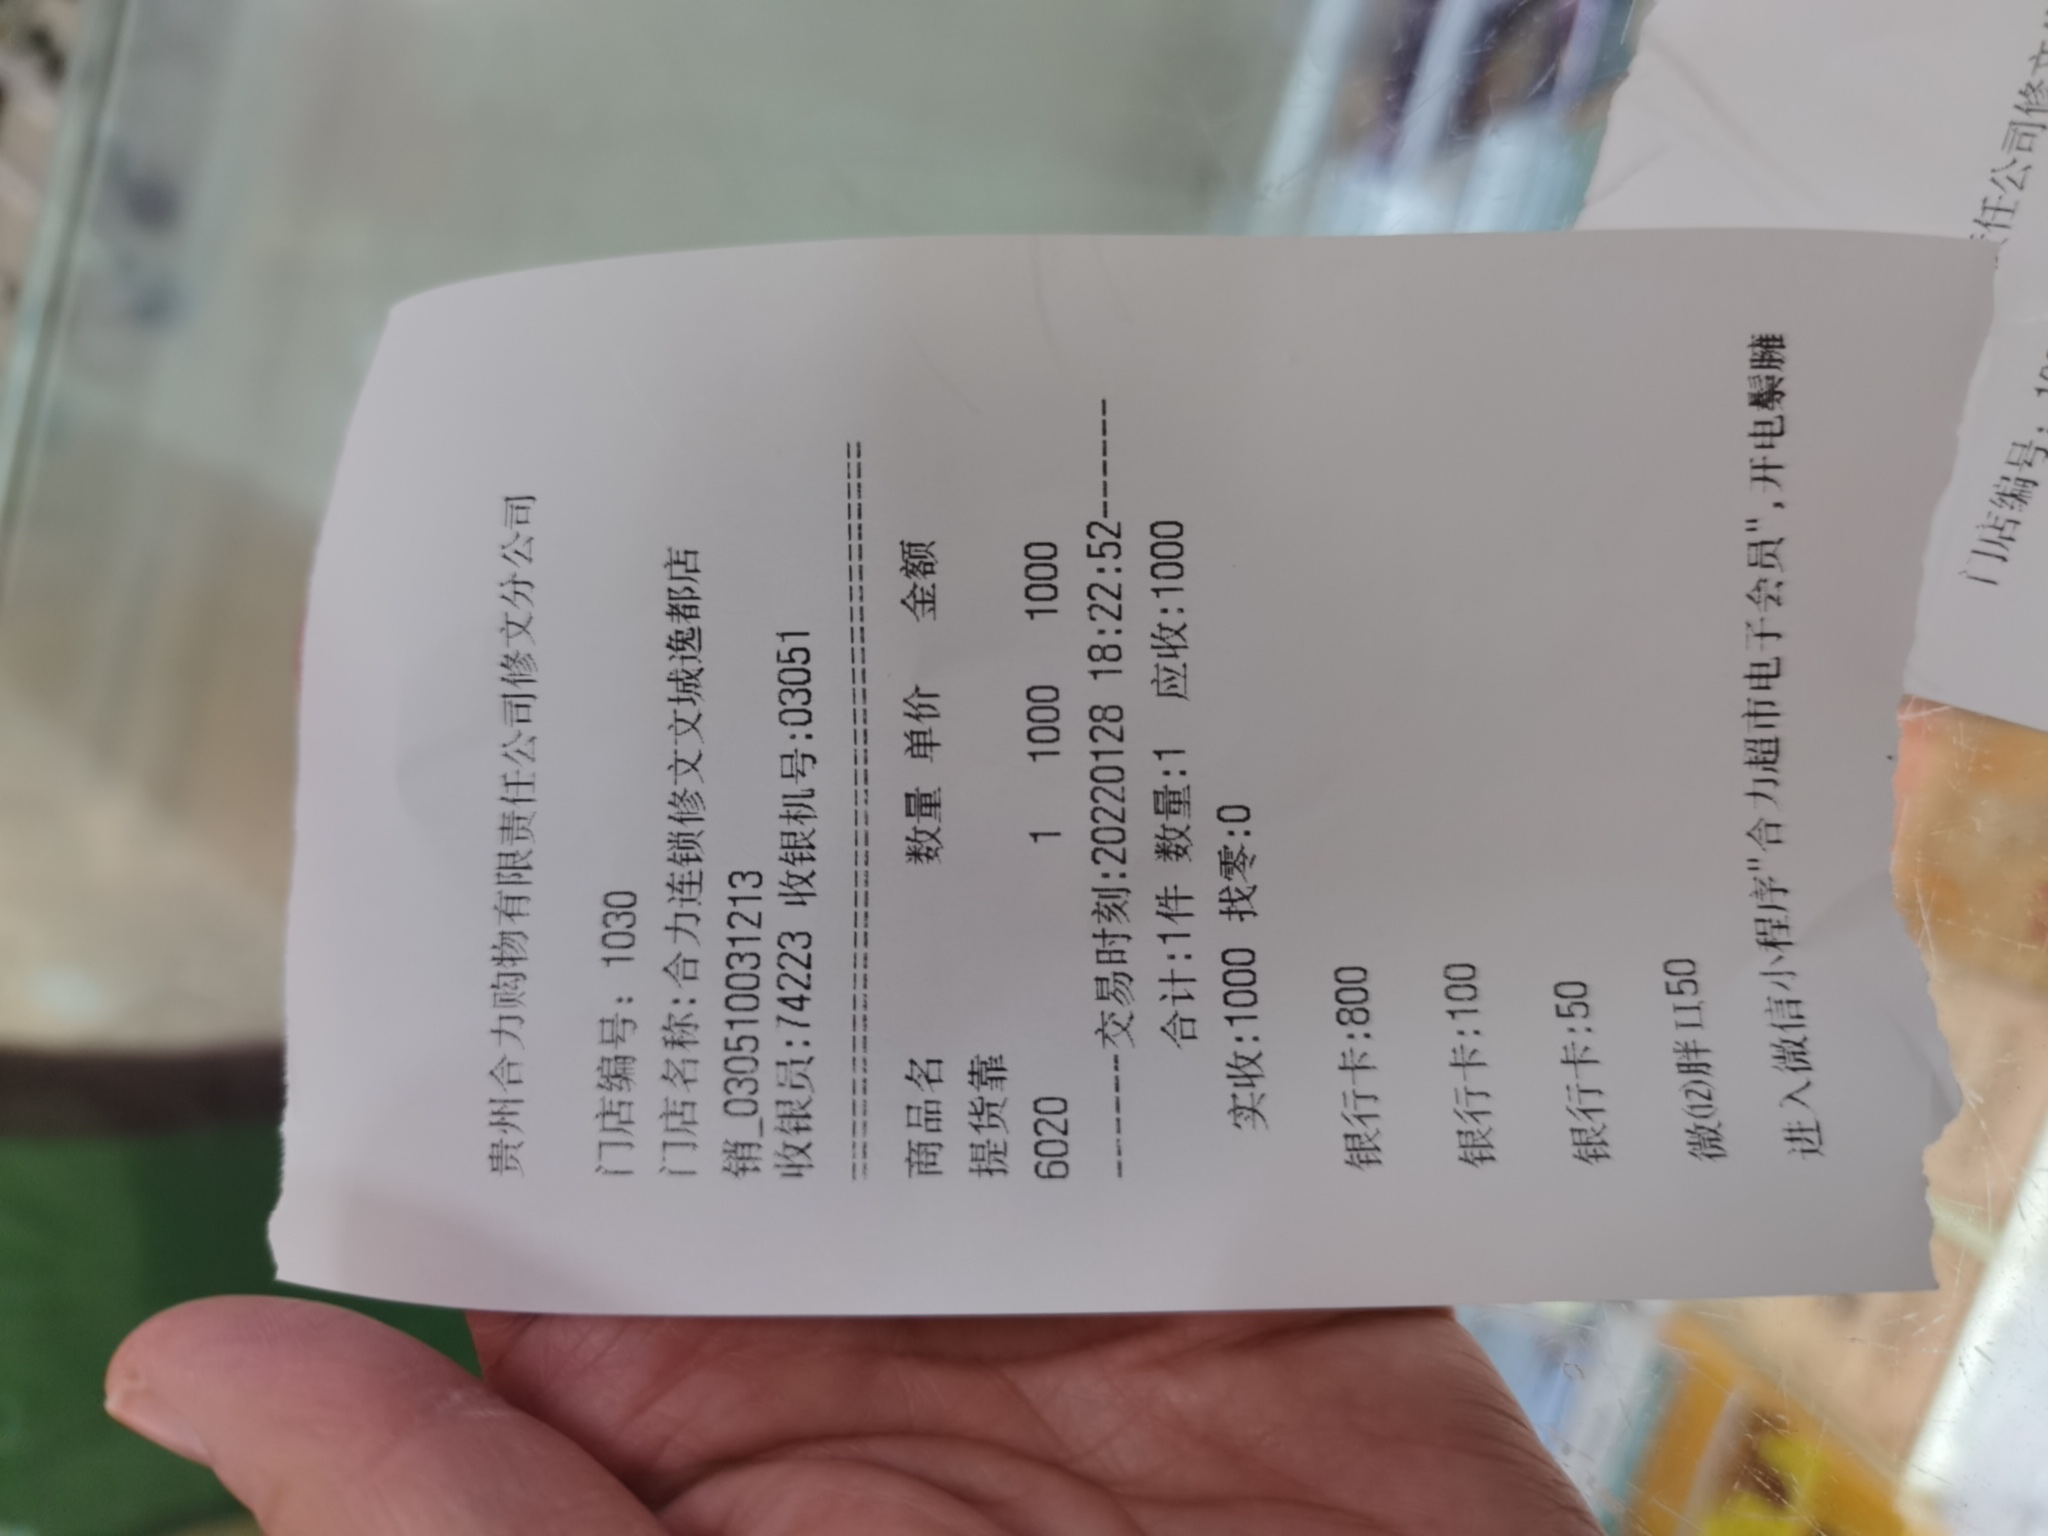 贵州合力购物有限责任公司修文分公司
门店编号: 1030
门店名称:合力连锁修文文城逸都店
销_030510031213
收银员:74223 收银机号:03051
========================================
商品名 数量 单价 金额
提货靠
6020 1 1000 1000
-------交易时刻:20220128 18:22:52-------
合计:1件 数量:1 应收:1000
实收:1000 找零:0
银行卡:800
银行卡:100
银行卡:50
微⑿胖口50
进入微信小程序"合力超市电子会员",开电
任公司修文
门店编号: